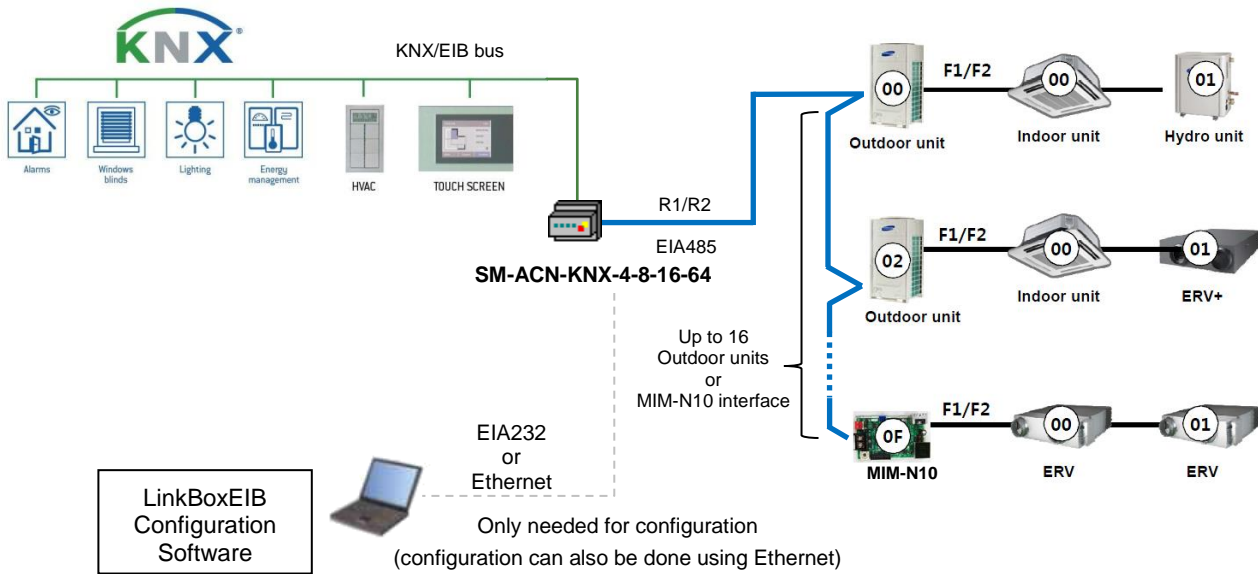 KNX
KNX/EIB bus
Alarms
Windows
blinds
Lighting
Energy
management
HVAC
TOUCH SCREEN
R1/R2
EIA485
SM-ACN-KNX-4-8-16-64
00
Outdoor unit
F1/F2
00
Indoor unit
01
Hydro unit
02
Outdoor unit
F1/F2
00
Indoor unit
01
ERV+
Up to 16
Outdoor units
or
MIM-N10 interface
0F
MIM-N10
F1/F2
00
ERV
01
ERV
EIA232
or
Ethernet
LinkBoxEIB
Configuration
Software
Only needed for configuration
(configuration can also be done using Ethernet)